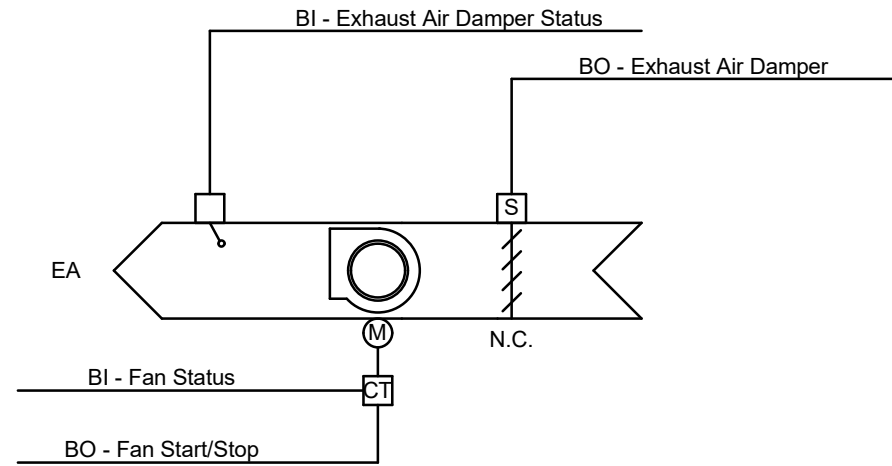 BI - Exhaust Air Damper Status
BO - Exhaust Air Damper
S
EA
M
N.C.
BI - Fan Status
CT
BO - Fan Start/Stop